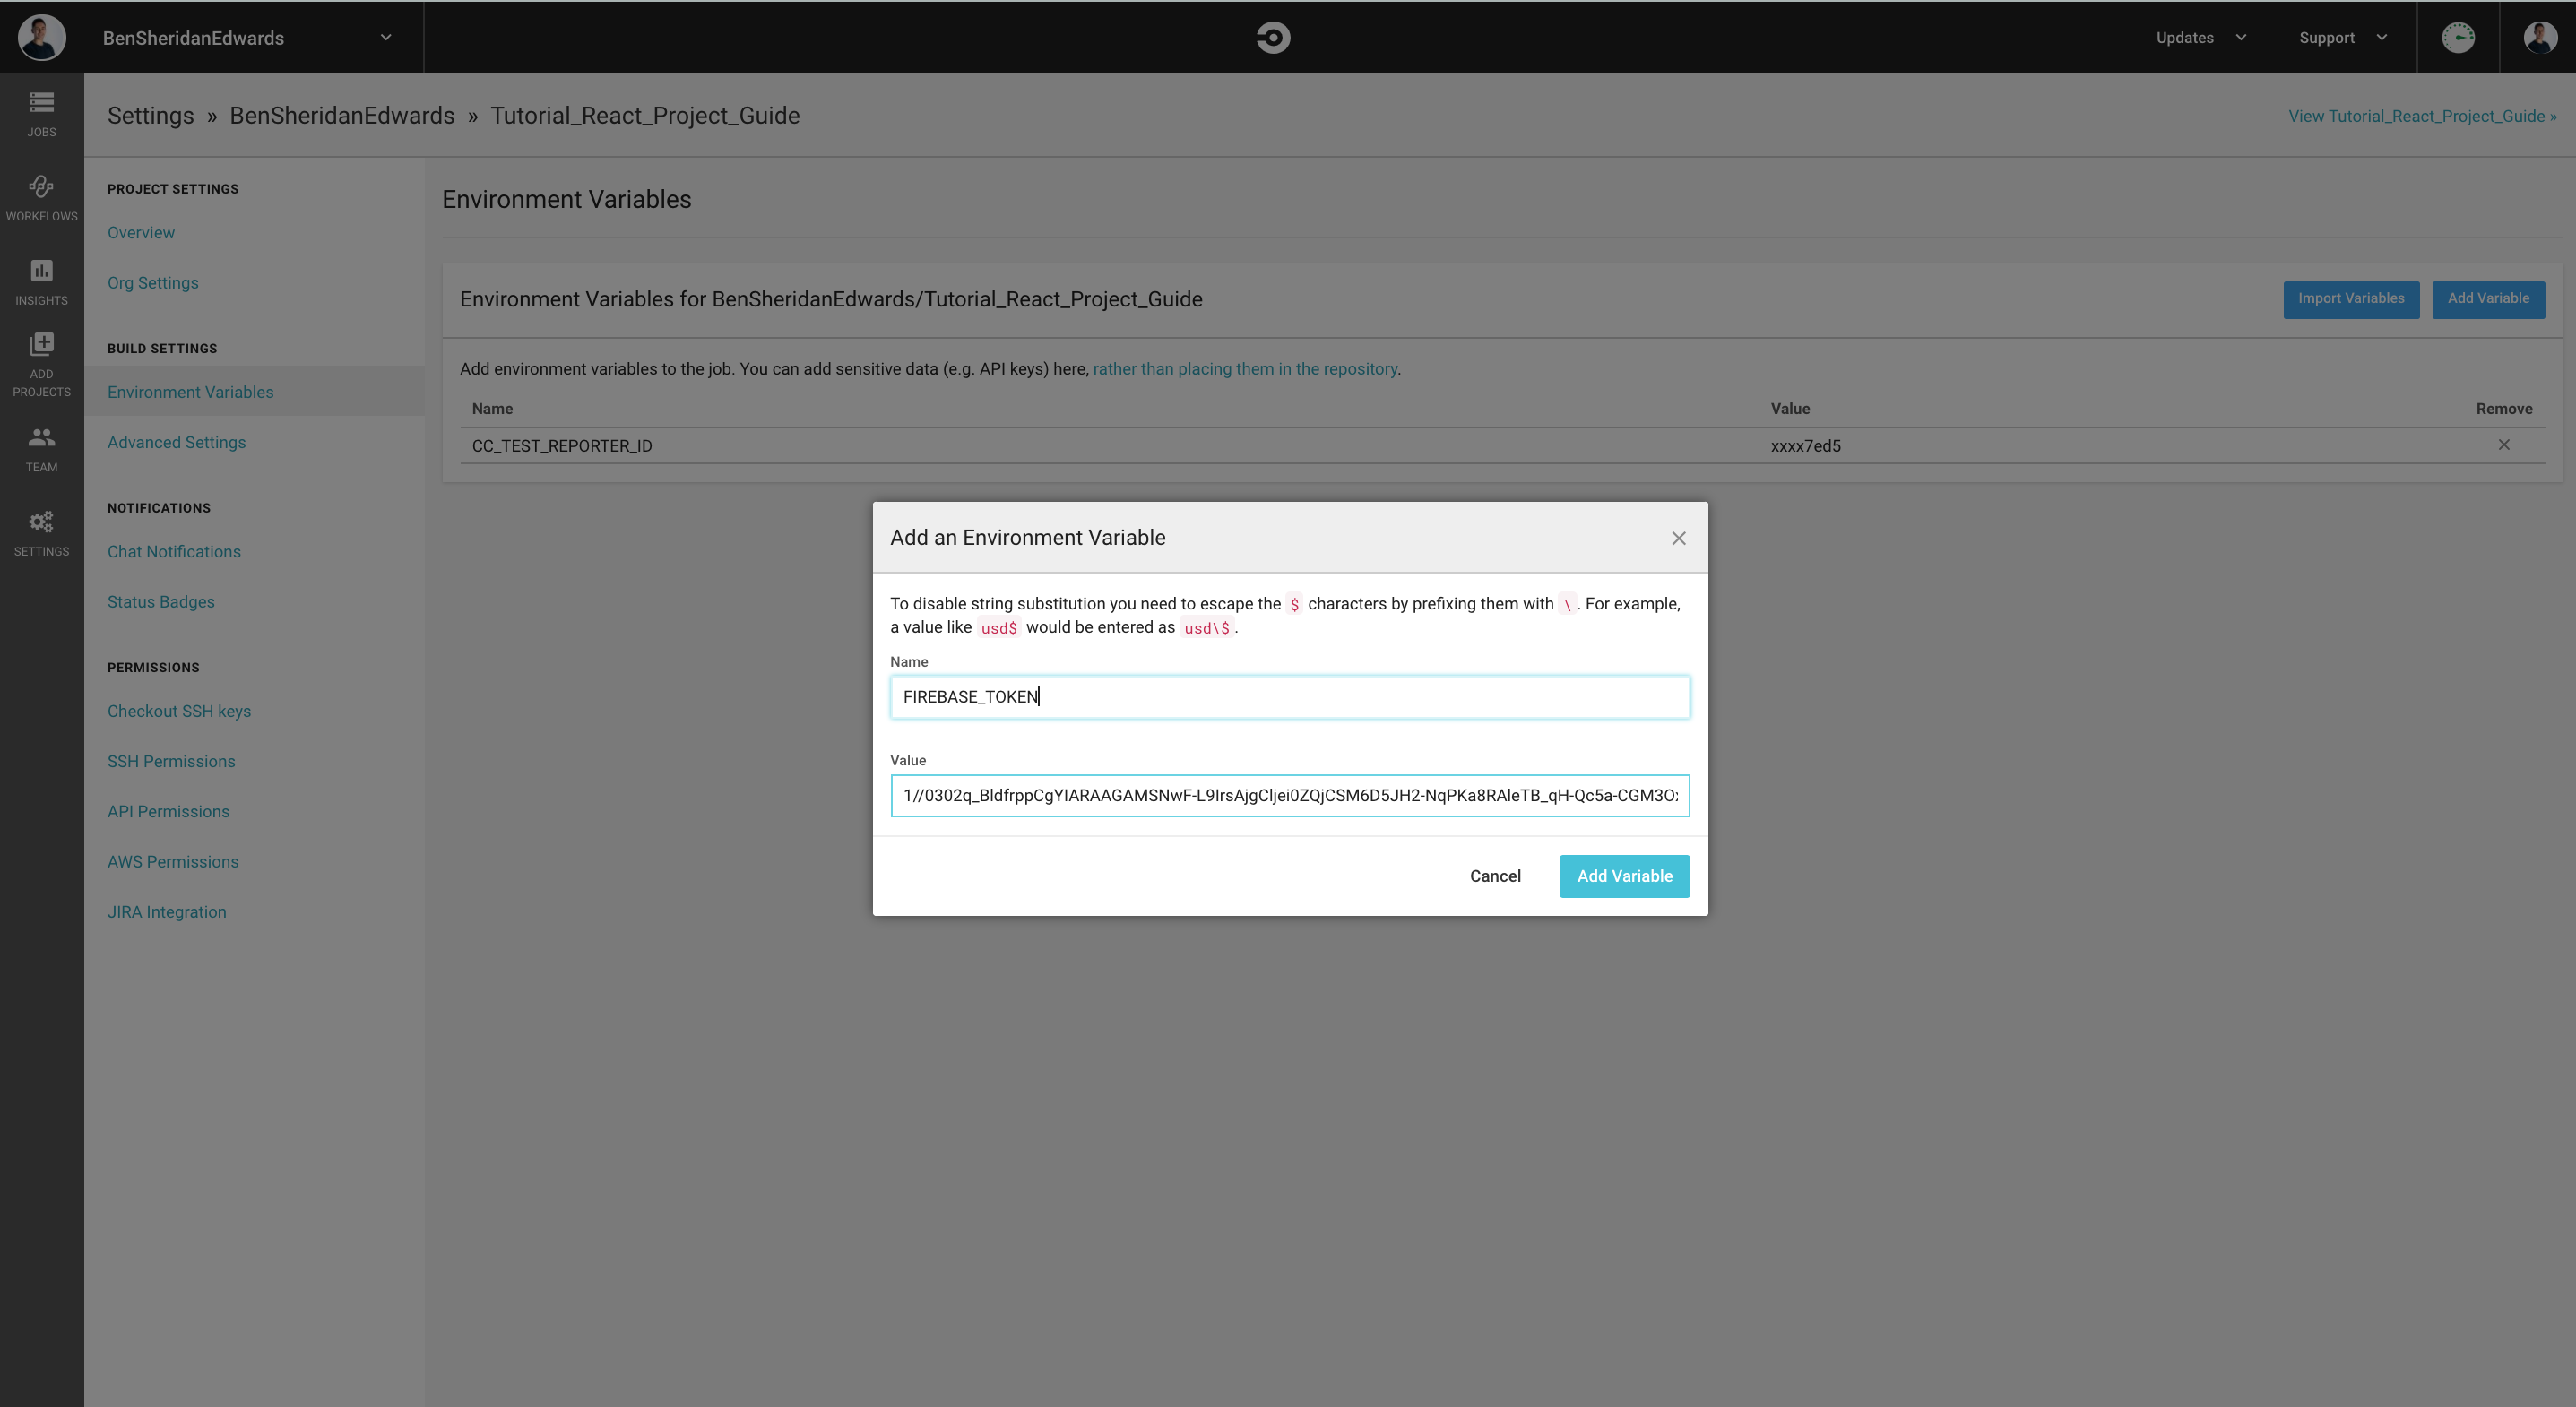 BenSheridanEdwards
Updates
Support
JOBS
WORKFLOWS
INSIGHTS
ADD
PROJECTS
TEAM
SETTINGS
Settings » BenSheridanEdwards » Tutorial_React_Project_Guide
View Tutorial_React_Project_Guide »
PROJECT SETTINGS
Overview
Org Settings
BUILD SETTINGS
Environment Variables
Advanced Settings
NOTIFICATIONS
Chat Notifications
Status Badges
PERMISSIONS
Checkout SSH keys
SSH Permissions
API Permissions
AWS Permissions
JIRA Integration
Environment Variables
Environment Variables for BenSheridanEdwards/Tutorial_React_Project_Guide
Import Variables
Add Variable
Add environment variables to the job. You can add sensitive data (e.g. API keys) here, rather than placing them in the repository.
Name Value Remove
CC_TEST_REPORTER_ID xxxx7ed5
Add an Environment Variable
To disable string substitution you need to escape the $ characters by prefixing them with \. For example,
a value like usd$ would be entered as usd\$.
Name
FIREBASE_TOKEN
Value
1//0302q_BldfrppCgYIARAAGAMSNwF-L9IrsAjgCljei0ZQjCSM6D5JH2-NqPKa8RAleTB_qH-Qc5a-CGM3O
Cancel
Add Variable